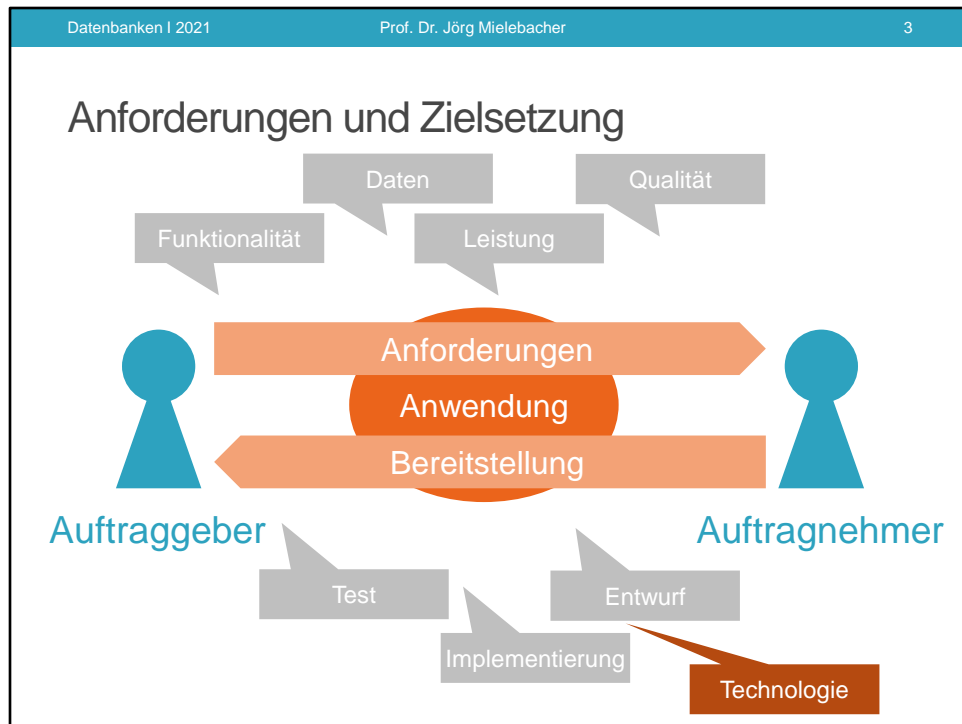 Datenbanken I 2021 Prof. Dr. Jörg Mielebacher 3
Anforderungen und Zielsetzung
Daten
Qualität
Funktionalität
Leistung
Anforderungen
Anwendung
Bereitstellung
Auftraggeber
Auftragnehmer
Test
Entwurf
Implementierung
Technologie